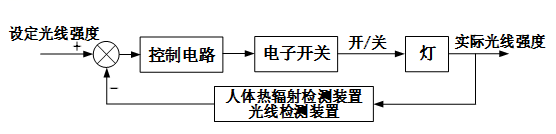 设定光线强度
+
控制电路
电子开关
开/关
灯
实际光线强度
−
人体热辐射检测装置
光线检测装置